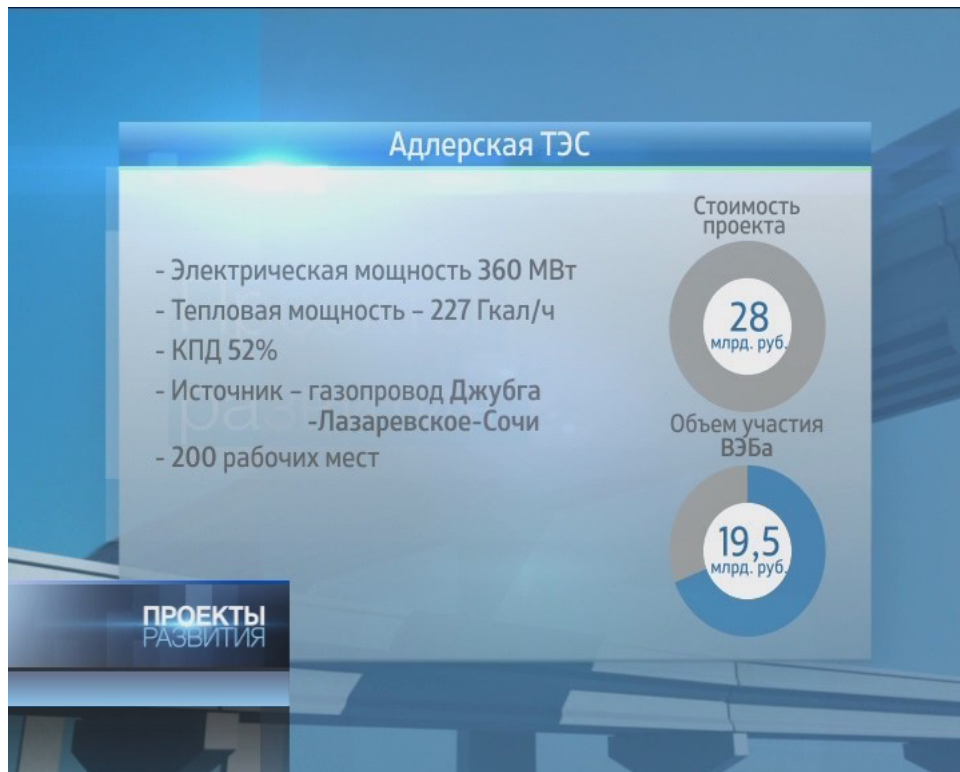 Адлерская ТЭС
- Электрическая мощность 360 МВт
- Тепловая мощность – 227 Гкал/ч
- КПД 52%
- Источник – газопровод Джубга
-Лазаревское-Сочи
- 200 рабочих мест
Стоимость
проекта
28
млрд. руб.
Объем участия
ВЭБа
19,5
млрд. руб.
ПРОЕКТЫ
РАЗВИТИЯ